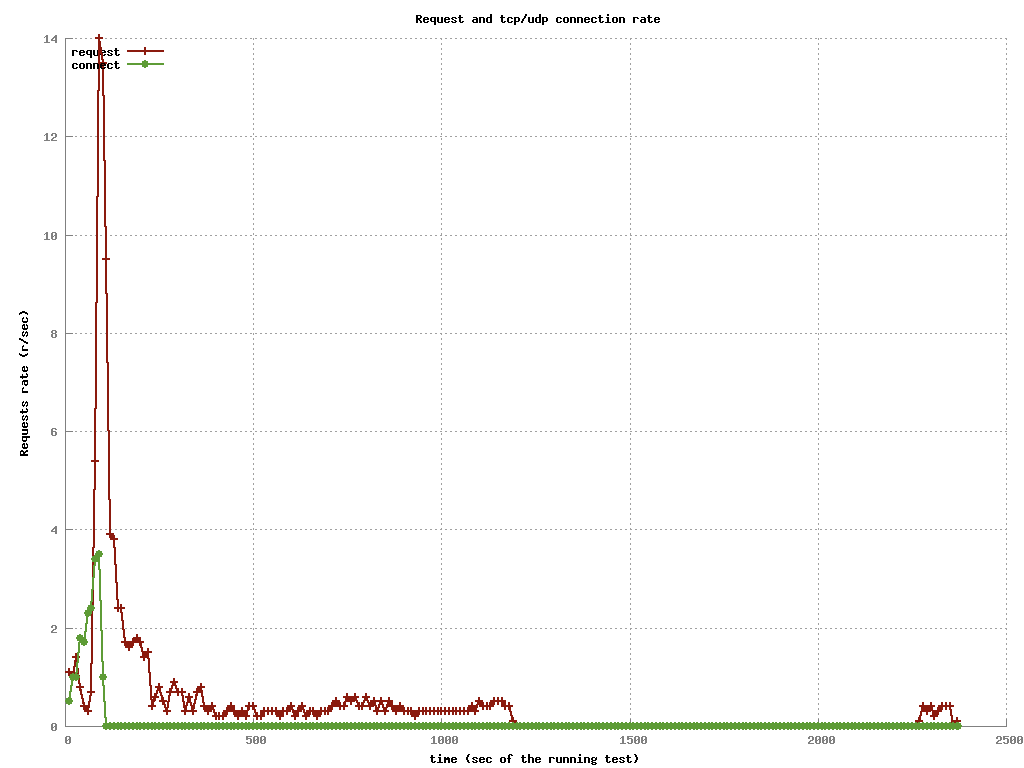 Request and tcp/udp connection rate
14
request
connect
12
10
8
Requests rate (r/sec)
6
4
2
0
0 500 1000 1500 2000 2500
time (sec of the running test)